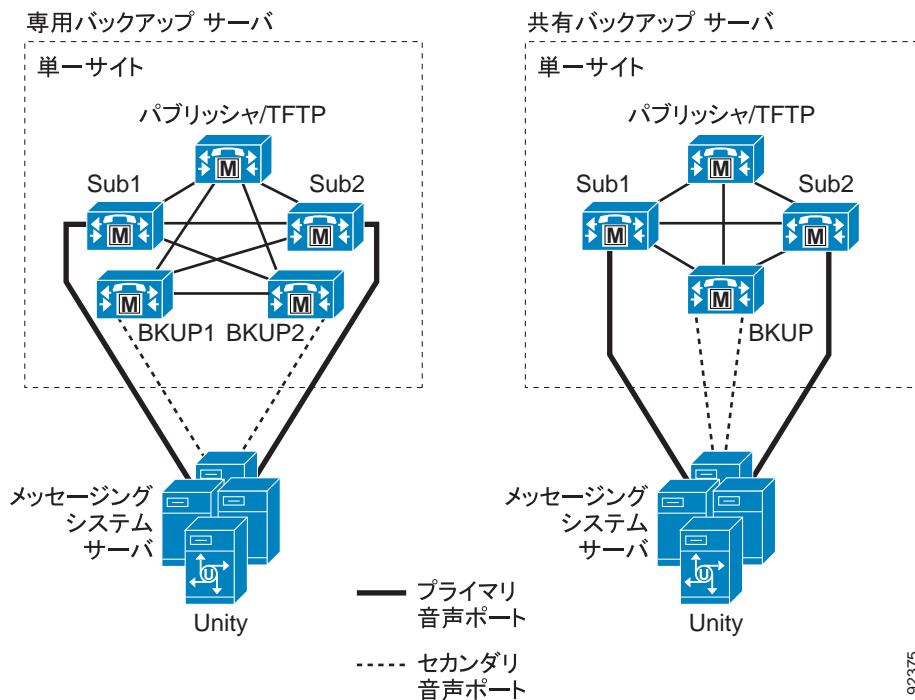 専用バックアップ サーバ
単一サイト
パブリッシャ/TFTP
Sub1
Sub2
M
M
M
M
M
BKUP1
BKUP2
メッセージング
システム
サーバ
U
Unity
共有バックアップ サーバ
単一サイト
パブリッシャ/TFTP
Sub1
Sub2
M
M
M
M
BKUP
メッセージング
システム
サーバ
U
Unity
プライマリ
音声ポート
セカンダリ
音声ポート
92375